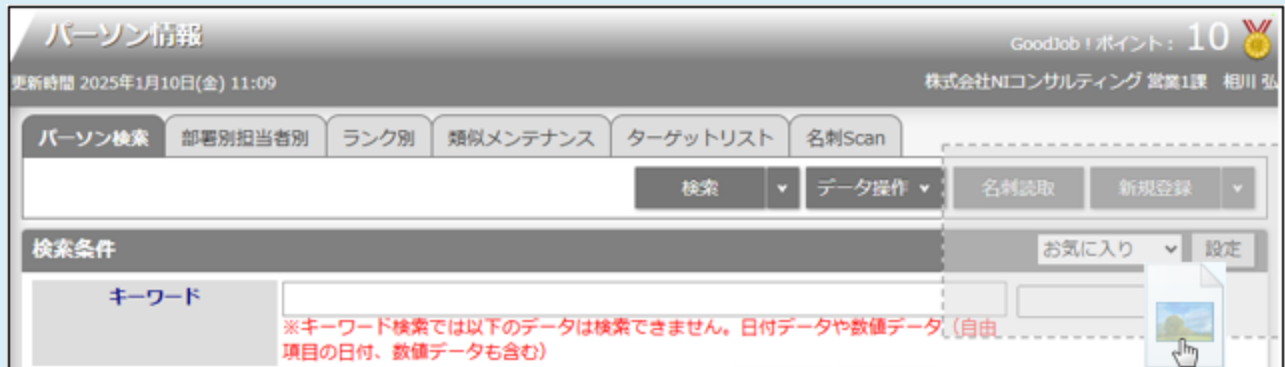 パーソン情報
GoodJob！ポイント： 10
更新時間 2025年1月10日(金) 11:09
株式会社NIコンサルティング 営業1課 相川 弘
パーソン検索 部署別担当者別 ランク別 類似メンテナンス ターゲットリスト 名刺Scan
検索 データ操作 名刺読取 新規登録
検索条件 お気に入り 設定
キーワード
※キーワード検索では以下のデータは検索できません。日付データや数値データ（自由
項目の日付、数値データも含む）